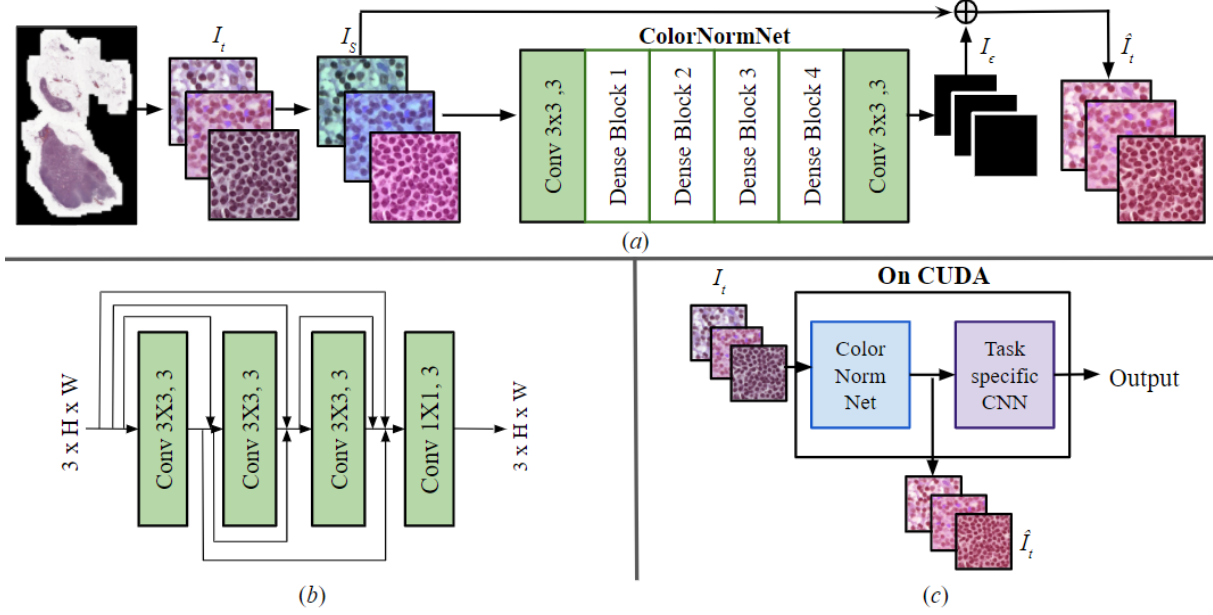 I_t
I_S
ColorNormNet
I_ϵ
Î_t
Conv 3x3 ,3
Dense Block 1
Dense Block 2
Dense Block 3
Dense Block 4
Conv 3x3 ,3
(a)
3 x H x W
Conv 3X3, 3
Conv 3X3, 3
Conv 3X3, 3
Conv 1X1, 3
3 x H x W
(b)
On CUDA
I_t
Color
Norm
Net
Task
specific
CNN
Output
Î_t
(c)